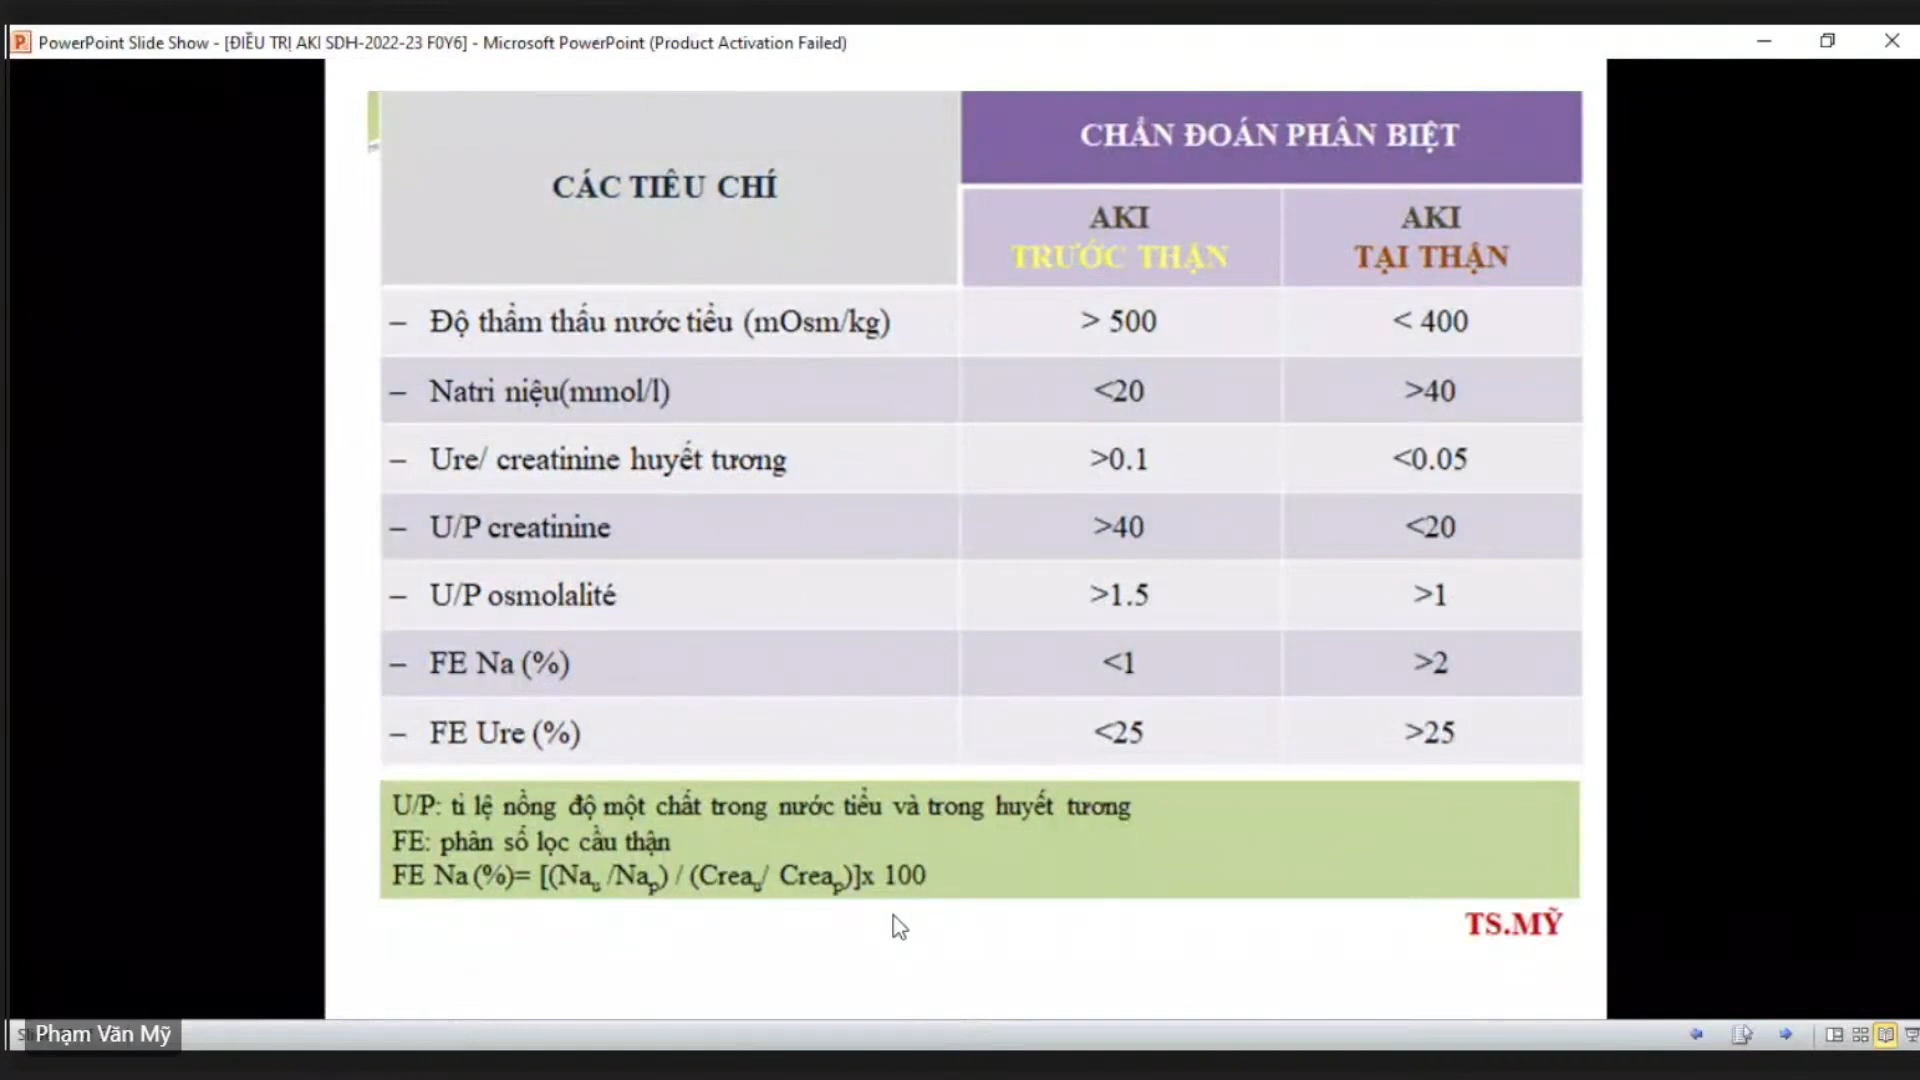 PowerPoint Slide Show - [ĐIỀU TRỊ AKI SDH-2022-23 F0Y6] - Microsoft PowerPoint (Product Activation Failed)
CHẨN ĐOÁN PHÂN BIỆT
CÁC TIÊU CHÍ
AKI AKI
TRƯỚC THẬN TẠI THẬN
– Độ thẩm thấu nước tiểu (mOsm/kg) > 500 < 400
– Natri niệu(mmol/l) <20 >40
– Ure/ creatinine huyết tương >0.1 <0.05
– U/P creatinine >40 <20
– U/P osmolalité >1.5 >1
– FE Na (%) <1 >2
– FE Ure (%) <25 >25
U/P: tỉ lệ nồng độ một chất trong nước tiểu và trong huyết tương
FE: phân số lọc cầu thận
FE Na (%)= [(Nau /Nap) / (Creau/ Creap)]x 100
TS.MỸ
Phạm Văn Mỹ